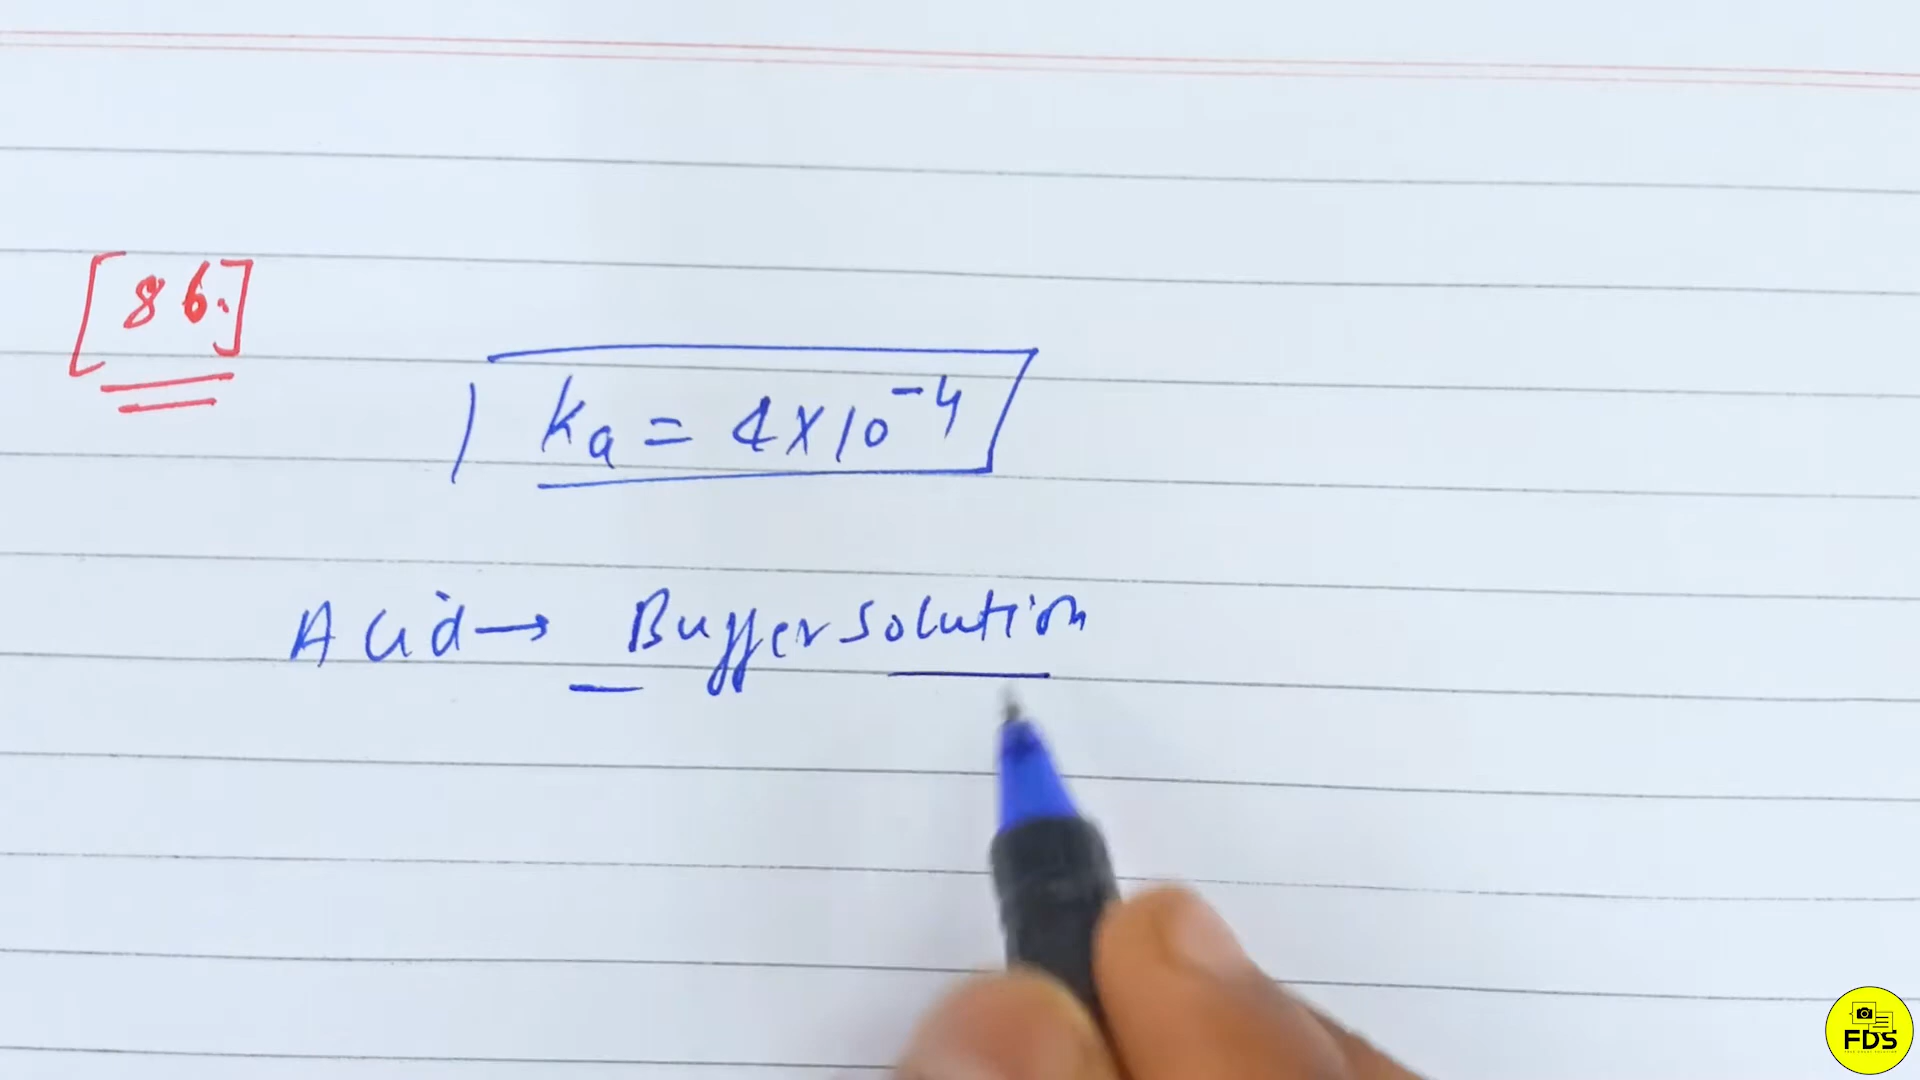 [86.]
Ka = 4×10⁻⁴
Acid → Buffer solution
FDS